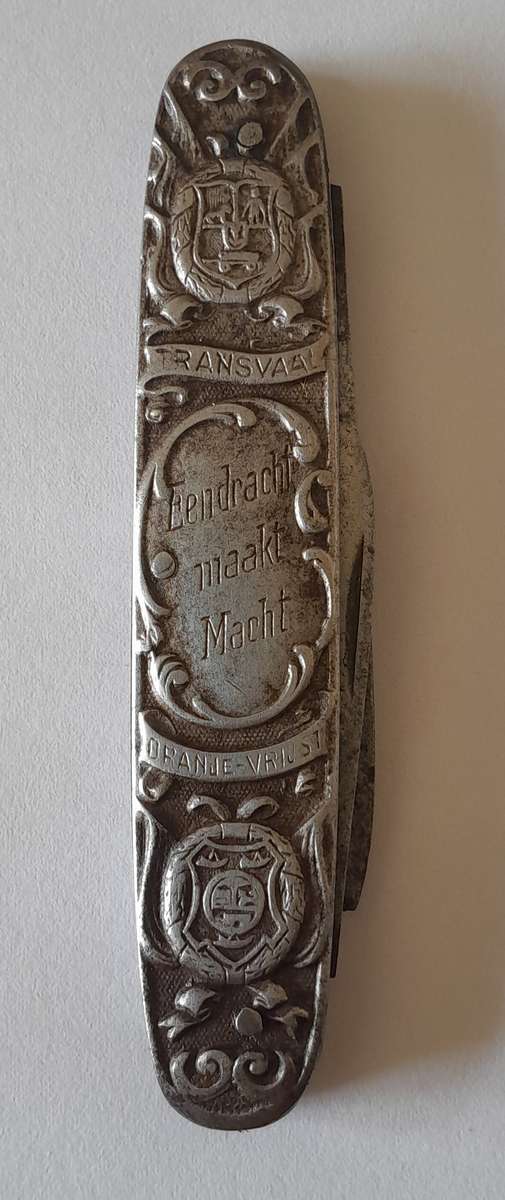 TRANSVAAL
Eendracht
maakt
Macht
ORANJE-VRIJST